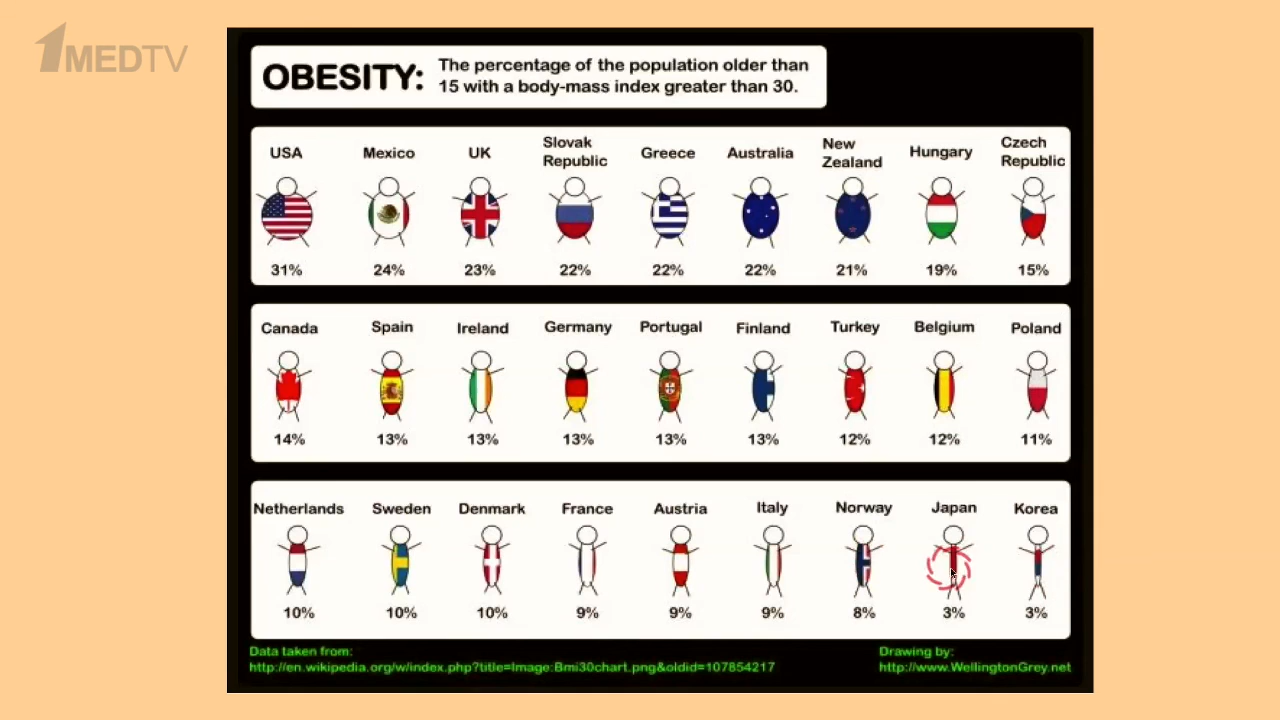 1MEDTV
OBESITY: The percentage of the population older than
15 with a body-mass index greater than 30.
USA Mexico UK Slovak Republic Greece Australia New Zealand Hungary Czech Republic
31% 24% 23% 22% 22% 22% 21% 19% 15%
Canada Spain Ireland Germany Portugal Finland Turkey Belgium Poland
14% 13% 13% 13% 13% 13% 12% 12% 11%
Netherlands Sweden Denmark France Austria Italy Norway Japan Korea
10% 10% 10% 9% 9% 9% 8% 3% 3%
Data taken from: Drawing by:
http://en.wikipedia.org/w/index.php?title=Image:Bmi30chart.png&oldid=107854217 http://www.WellingtonGrey.net